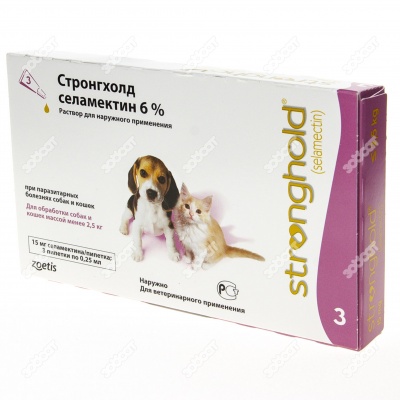 3
Стронгхолд
селамектин 6 %
Раствор для наружного применения
при паразитарных
болезнях собак и кошек
Для обработки собак и
кошек массой менее 2,5 кг
15 мг селамектина/пипетка:
3 пипетки по 0,25 мл
zoetis
Наружно
Для ветеринарного применения
stronghold®
(selamectin)
3
stronghold®
зообат